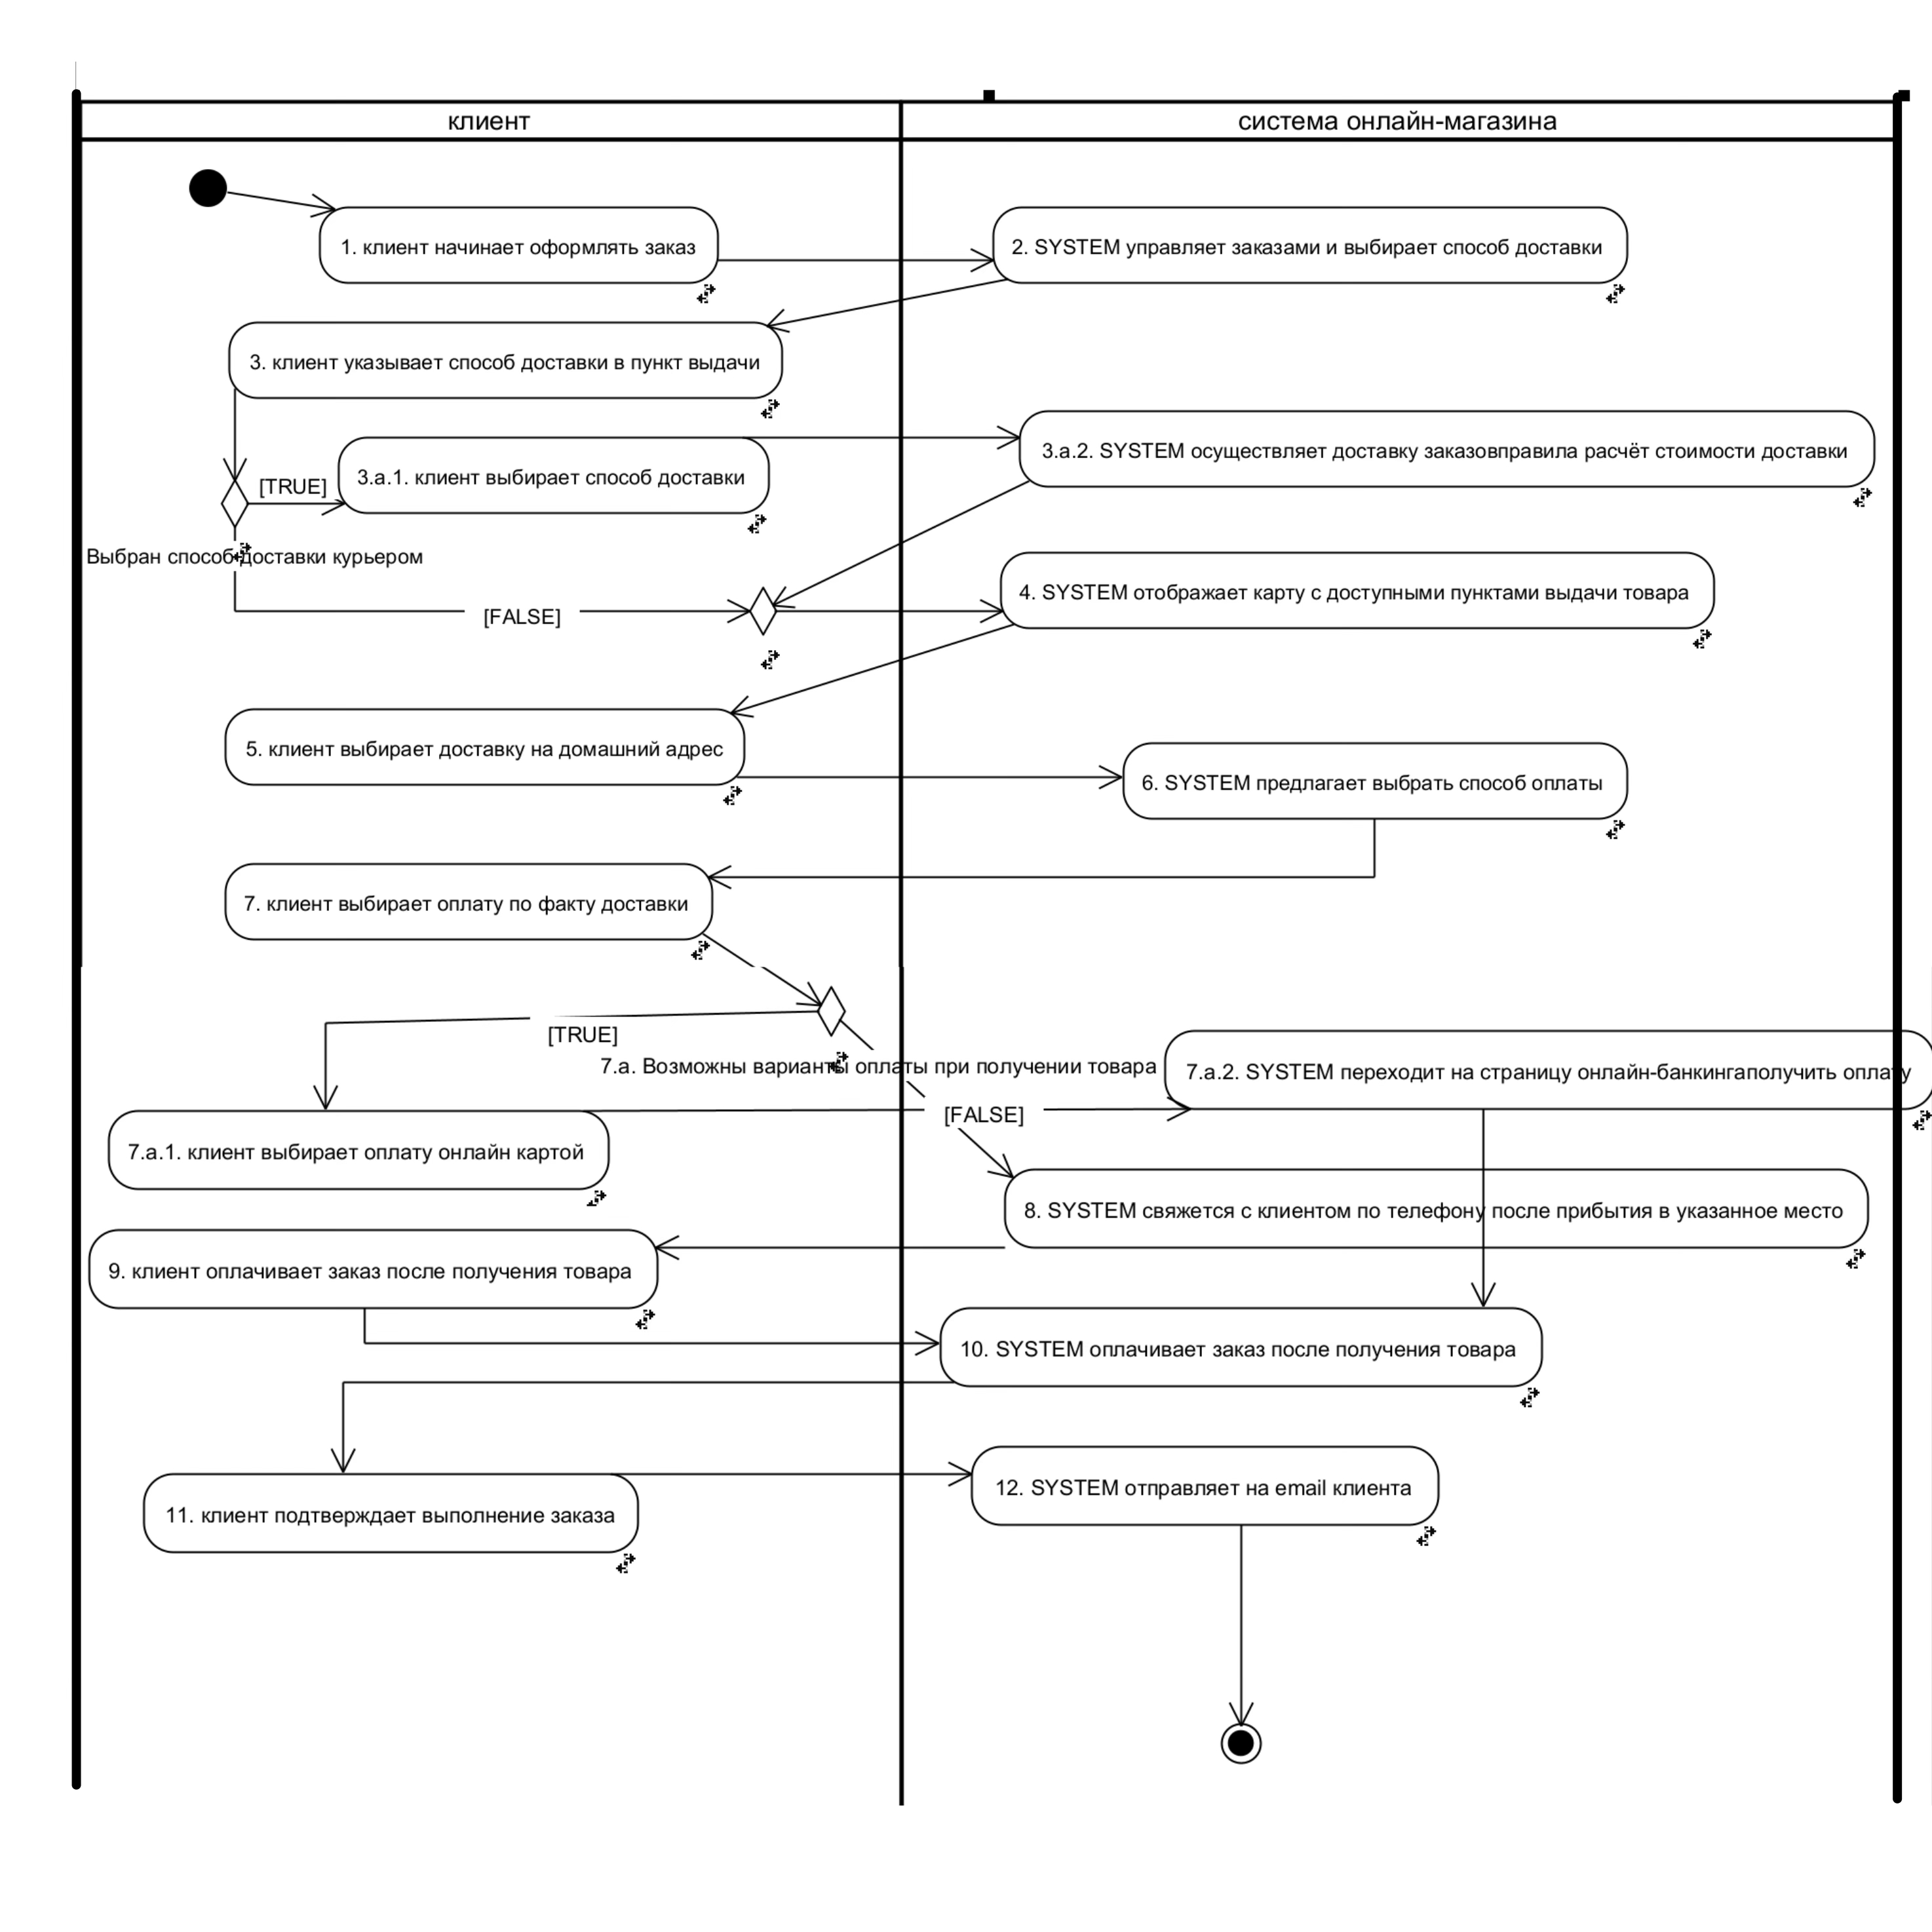 клиент
система онлайн-магазина
1. клиент начинает оформлять заказ
2. SYSTEM управляет заказами и выбирает способ доставки
3. клиент указывает способ доставки в пункт выдачи
3.a.2. SYSTEM осуществляет доставку заказовправила расчёт стоимости доставки
3.a.1. клиент выбирает способ доставки
[TRUE]
Выбран способ доставки курьером
4. SYSTEM отображает карту с доступными пунктами выдачи товара
[FALSE]
5. клиент выбирает доставку на домашний адрес
6. SYSTEM предлагает выбрать способ оплаты
7. клиент выбирает оплату по факту доставки
[TRUE]
7.a. Возможны варианты оплаты при получении товара
7.a.2. SYSTEM переходит на страницу онлайн-банкингаполучить оплату
[FALSE]
7.a.1. клиент выбирает оплату онлайн картой
8. SYSTEM свяжется с клиентом по телефону после прибытия в указанное место
9. клиент оплачивает заказ после получения товара
10. SYSTEM оплачивает заказ после получения товара
11. клиент подтверждает выполнение заказа
12. SYSTEM отправляет на email клиента